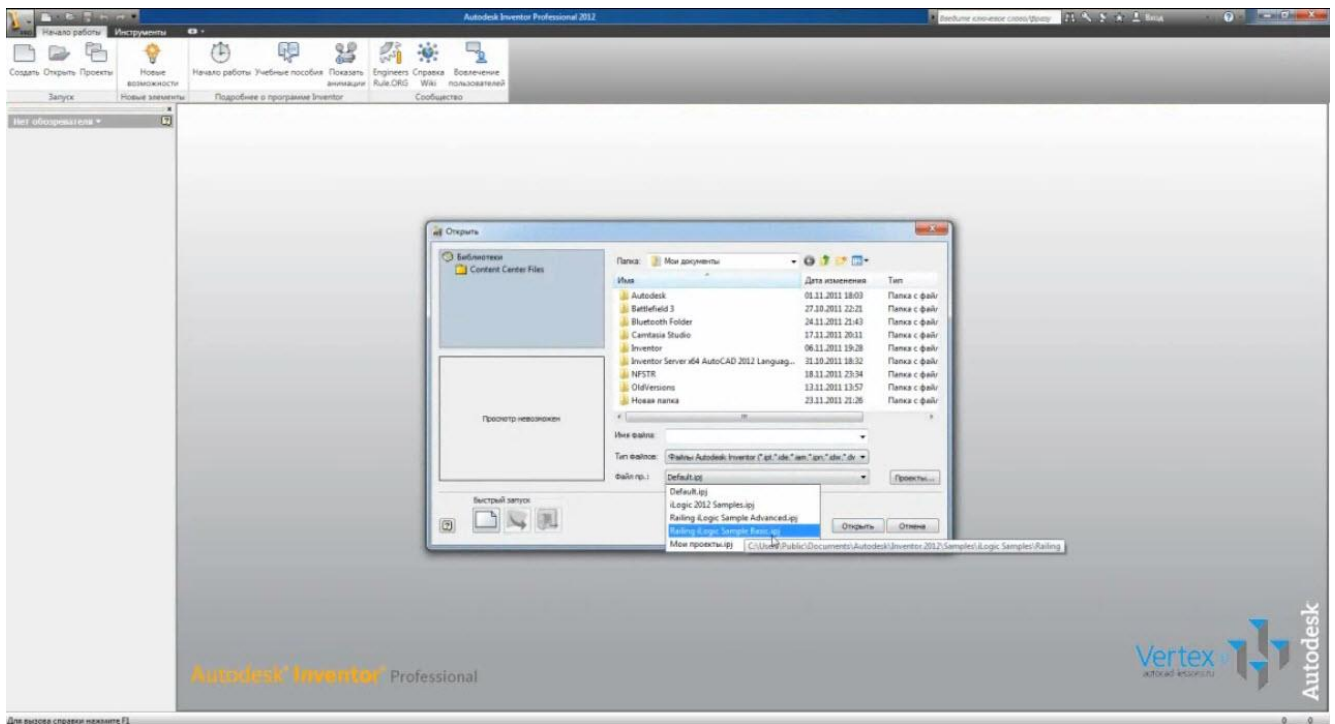 Autodesk Inventor Professional 2012
Введите ключевое слово/фразу
Вход
PRO
Начало работы
Инструменты
Создать Открыть Проекты
Новые возможности
Начало работы Учебные пособия Показать анимации
Engineers Rule.ORG
Справка Wiki
Вовлечение пользователей
Запуск
Новые элементы
Подробнее о программе Inventor
Сообщество
Нет обозревателя
Открыть
Библиотеки
Content Center Files
Папка: Мои документы
Имя Дата изменения Тип
Autodesk 01.11.2011 18:03 Папка с файл
Battlefield 3 27.10.2011 22:21 Папка с файл
Bluetooth Folder 24.11.2011 21:43 Папка с файл
Camtasia Studio 17.11.2011 20:11 Папка с файл
Inventor 06.11.2011 19:28 Папка с файл
Inventor Server x64 AutoCAD 2012 Languag... 31.10.2011 18:32 Папка с файл
NFSTR 18.11.2011 23:34 Папка с файл
OldVersions 13.11.2011 13:57 Папка с файл
Новая папка 23.11.2011 21:26 Папка с файл
Просмотр невозможен
Имя файла:
Тип файлов: Файлы Autodesk Inventor (*.ipt;*.ide;*.iam;*.ipn;*.idw;*.dv
Файл пр.: Default.ipj
Проекты...
Default.ipj
iLogic 2012 Samples.ipj
Railing iLogic Sample Advanced.ipj
Railing iLogic Sample Basic.ipj
Мои проекты.ipj
Быстрый запуск
Открыть Отмена
C:\Users\Public\Documents\Autodesk\Inventor 2012\Samples\iLogic Samples\Railing
Autodesk® Inventor® Professional
Vertex
autocad-lessons.ru
Autodesk
Для вызова справки нажмите F1
0 0